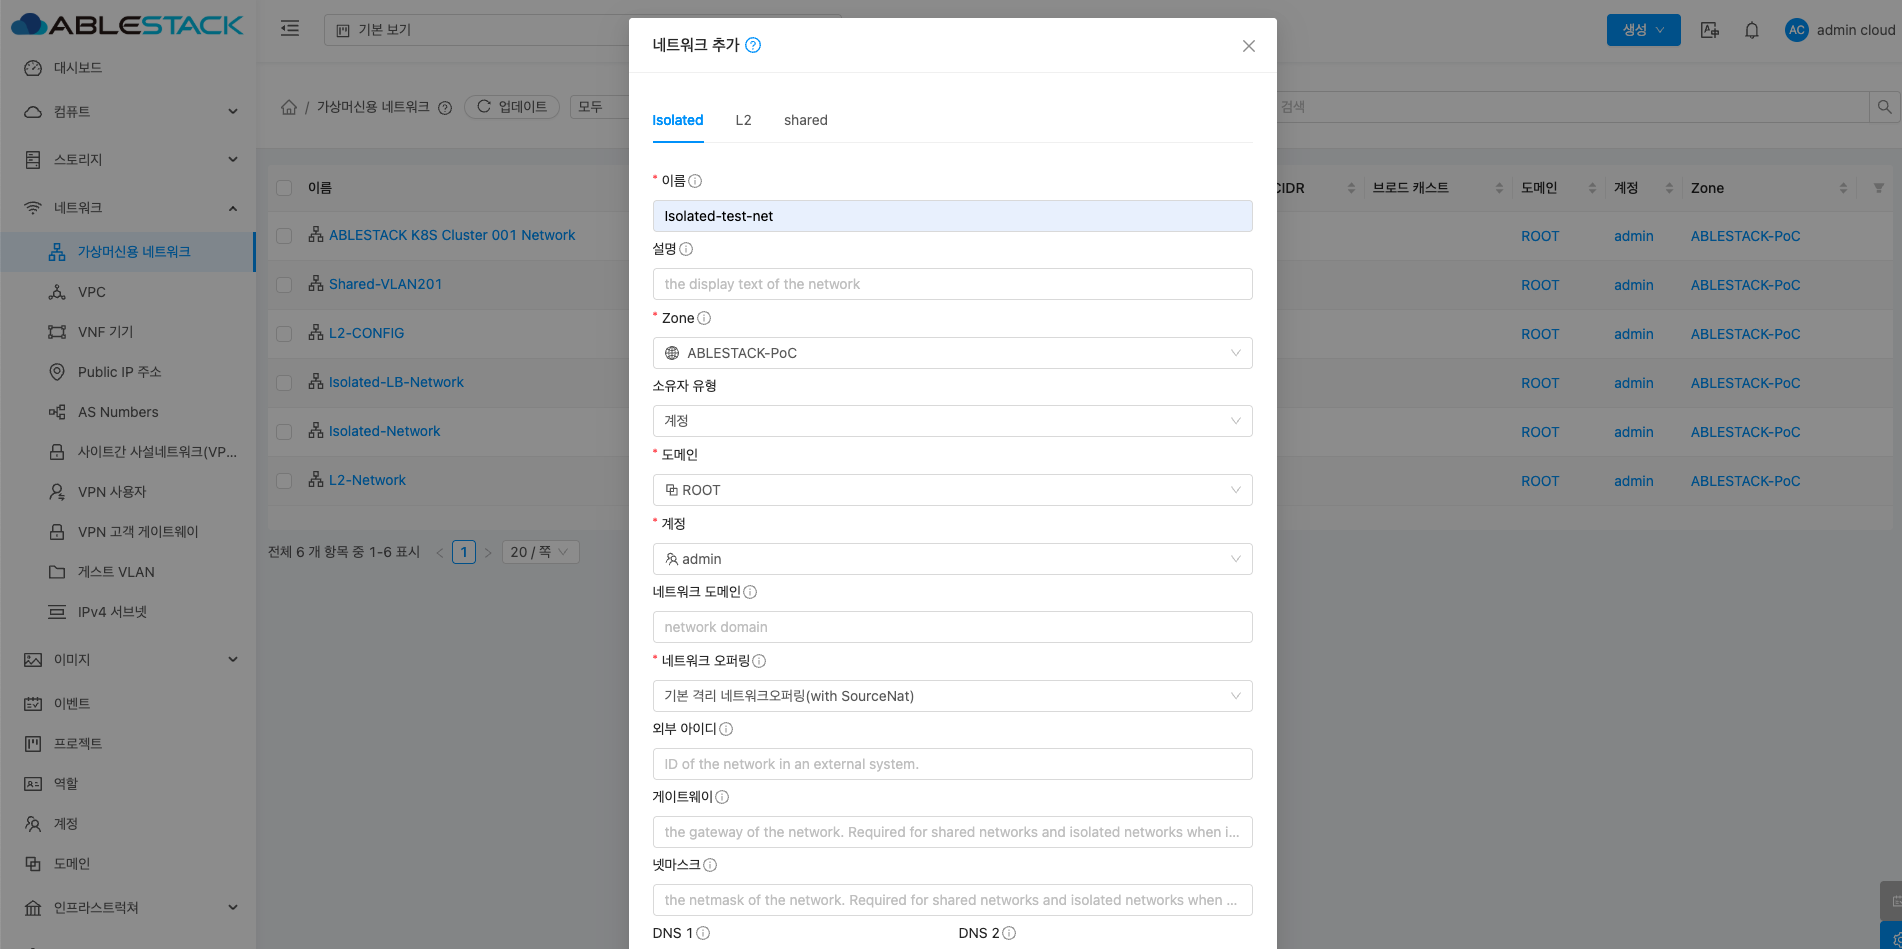 ABLESTACK
기본 보기
생성
AC
admin cloud
대시보드
컴퓨트
스토리지
네트워크
가상머신용 네트워크
VPC
VNF 기기
Public IP 주소
AS Numbers
사이트간 사설네트워크(VP...
VPN 사용자
VPN 고객 게이트웨이
게스트 VLAN
IPv4 서브넷
이미지
이벤트
프로젝트
역할
계정
도메인
인프라스트럭쳐
/ 가상머신용 네트워크
업데이트
모두
검색
이름
CIDR
브로드 캐스트
도메인
계정
Zone
ABLESTACK K8S Cluster 001 Network
ROOT
admin
ABLESTACK-PoC
Shared-VLAN201
ROOT
admin
ABLESTACK-PoC
L2-CONFIG
ROOT
admin
ABLESTACK-PoC
Isolated-LB-Network
ROOT
admin
ABLESTACK-PoC
Isolated-Network
ROOT
admin
ABLESTACK-PoC
L2-Network
ROOT
admin
ABLESTACK-PoC
전체 6 개 항목 중 1-6 표시
1
20 / 쪽
네트워크 추가
Isolated
L2
shared
* 이름
Isolated-test-net
설명
the display text of the network
* Zone
ABLESTACK-PoC
소유자 유형
계정
* 도메인
ROOT
* 계정
admin
네트워크 도메인
network domain
* 네트워크 오퍼링
기본 격리 네트워크오퍼링(with SourceNat)
외부 아이디
ID of the network in an external system.
게이트웨이
the gateway of the network. Required for shared networks and isolated networks when i...
넷마스크
the netmask of the network. Required for shared networks and isolated networks when ...
DNS 1
DNS 2